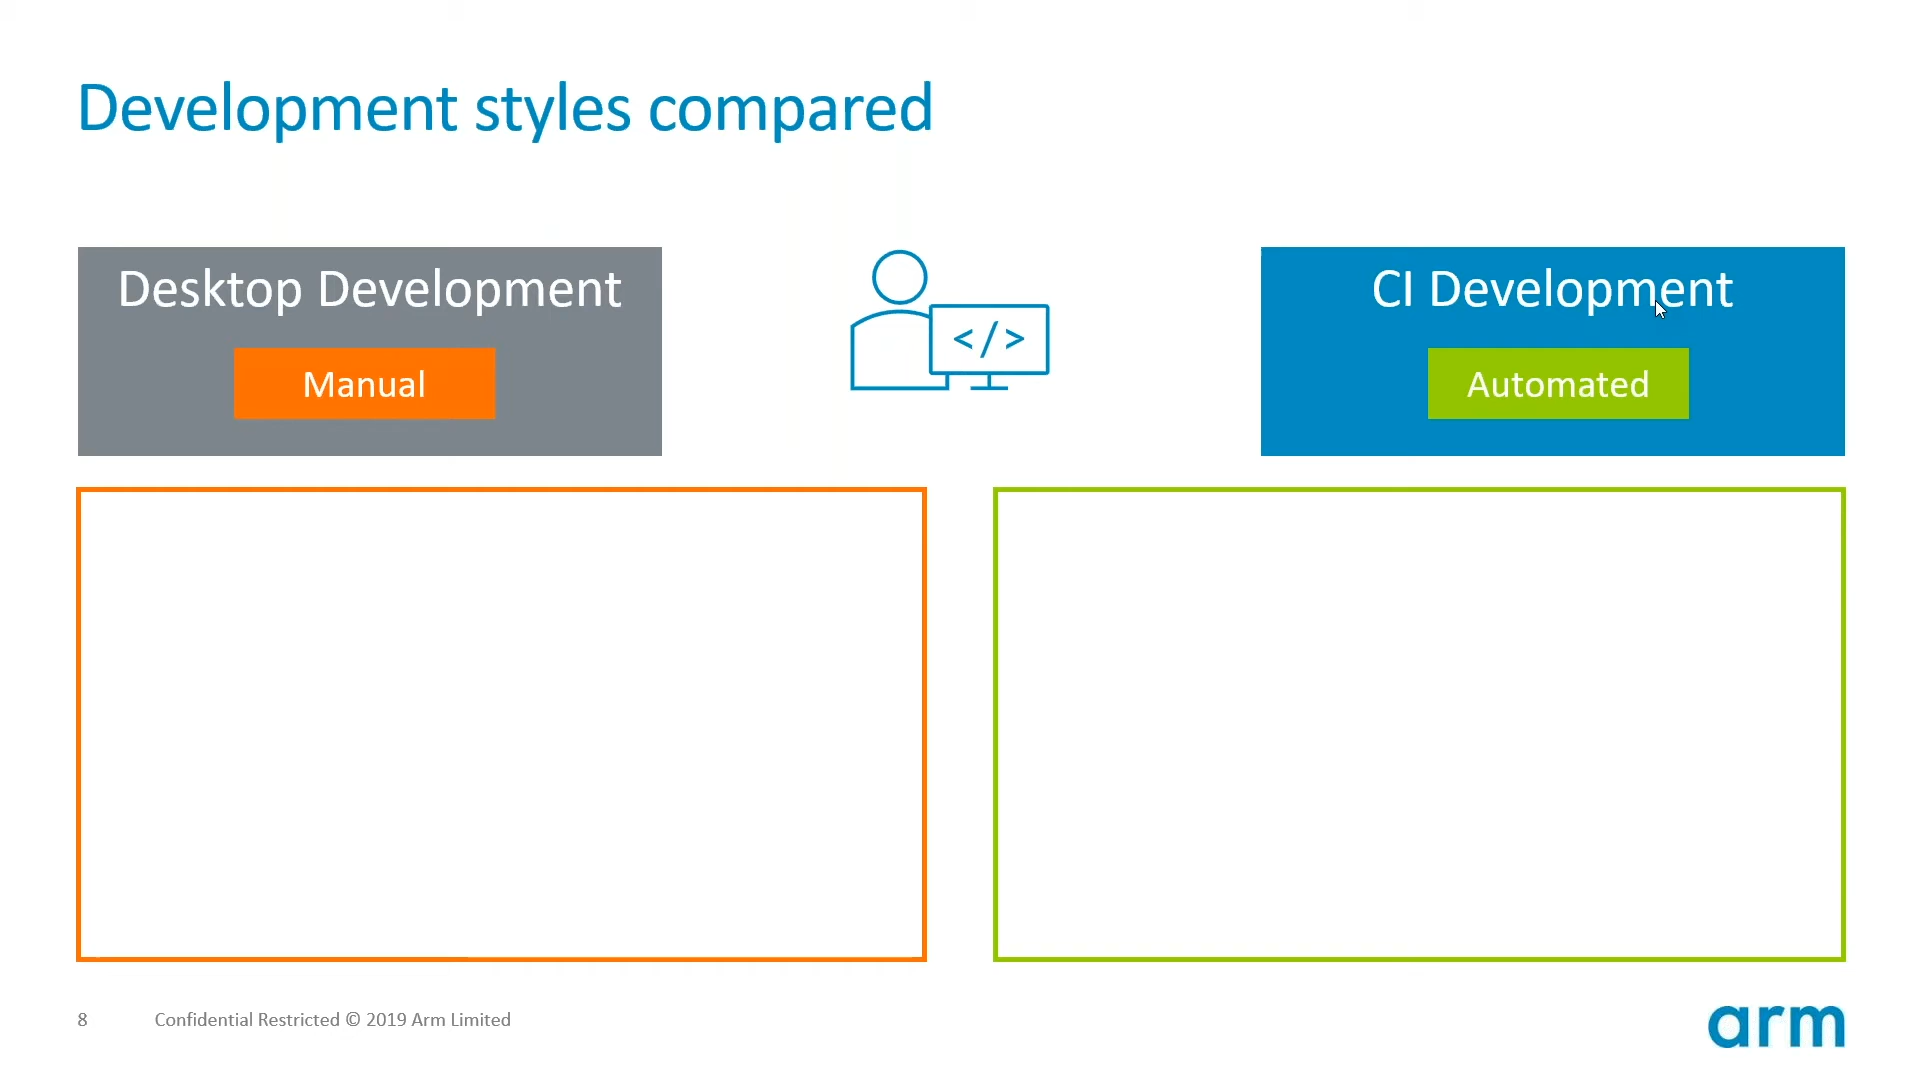 Development styles compared
Desktop Development
Manual
</>
CI Development
Automated
8 Confidential Restricted © 2019 Arm Limited
arm